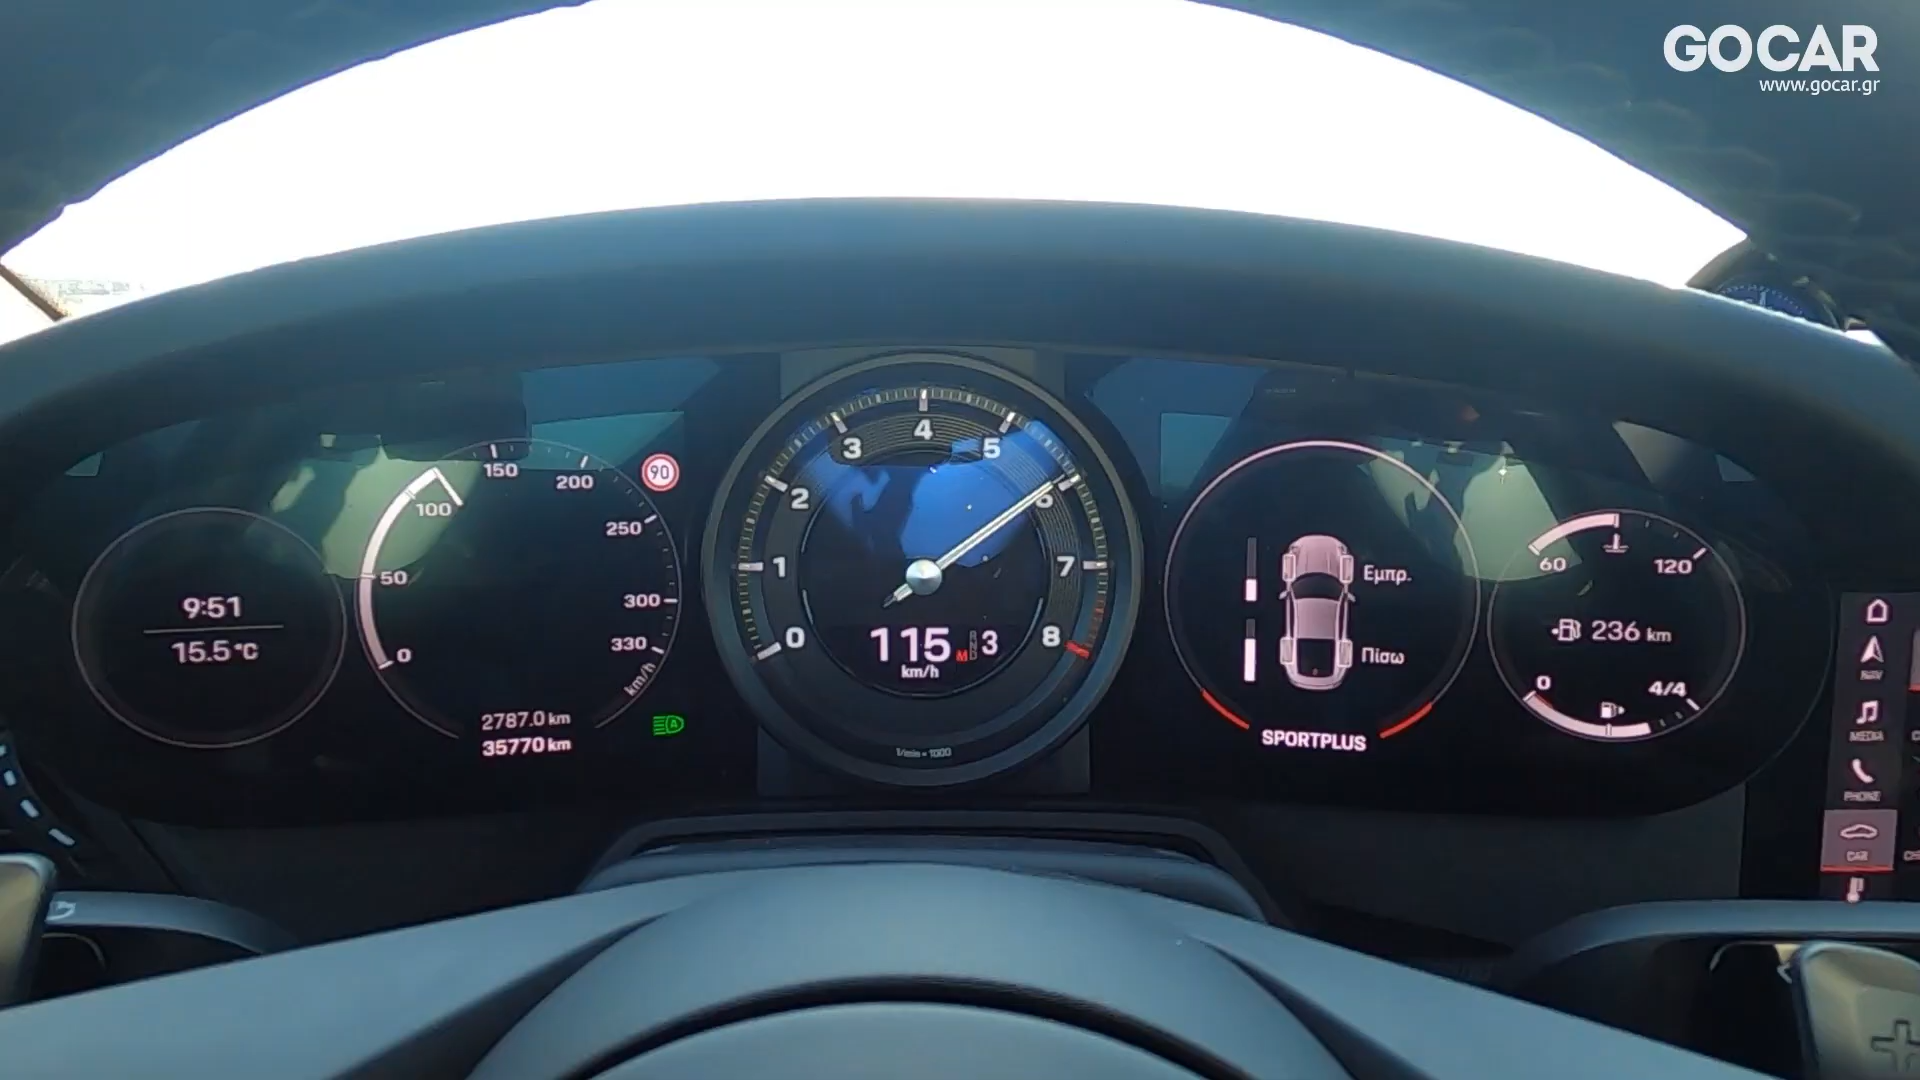 GOCAR
www.gocar.gr
9:51
15.5°C
0
50
100
150
200
250
300
330
km/h
90
2787.0 km
35770 km
A
0
1
2
3
4
5
6
7
8
115 M 3
km/h
1/min × 1000
Εμπρ.
Πίσω
SPORTPLUS
60
120
236 km
0
4/4
NAV
MEDIA
PHONE
CAR